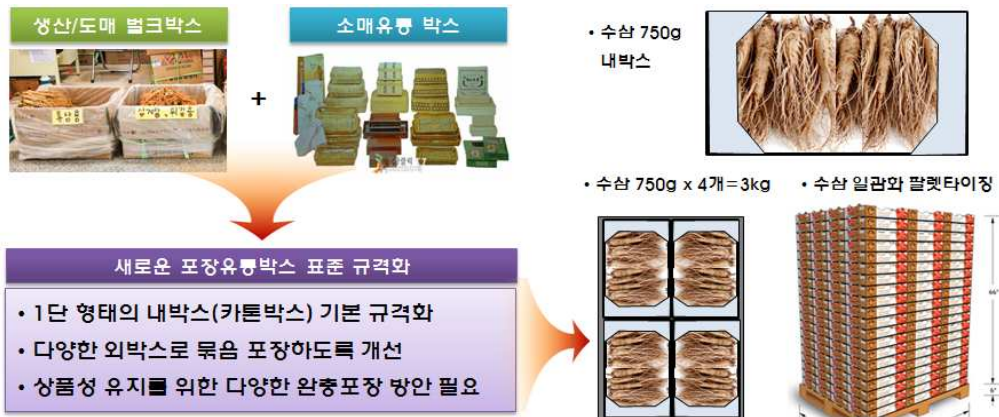 생산/도매 벌크박스
+
소매유통 박스
새로운 포장유통박스 표준 규격화
• 1단 형태의 내박스(카톤박스) 기본 규격화
• 다양한 외박스로 묶음 포장하도록 개선
• 상품성 유지를 위한 다양한 완충포장 방안 필요
• 수삼 750g
내박스
• 수삼 750g x 4개=3kg
• 수삼 일관화 팔렛타이징
66"
6"